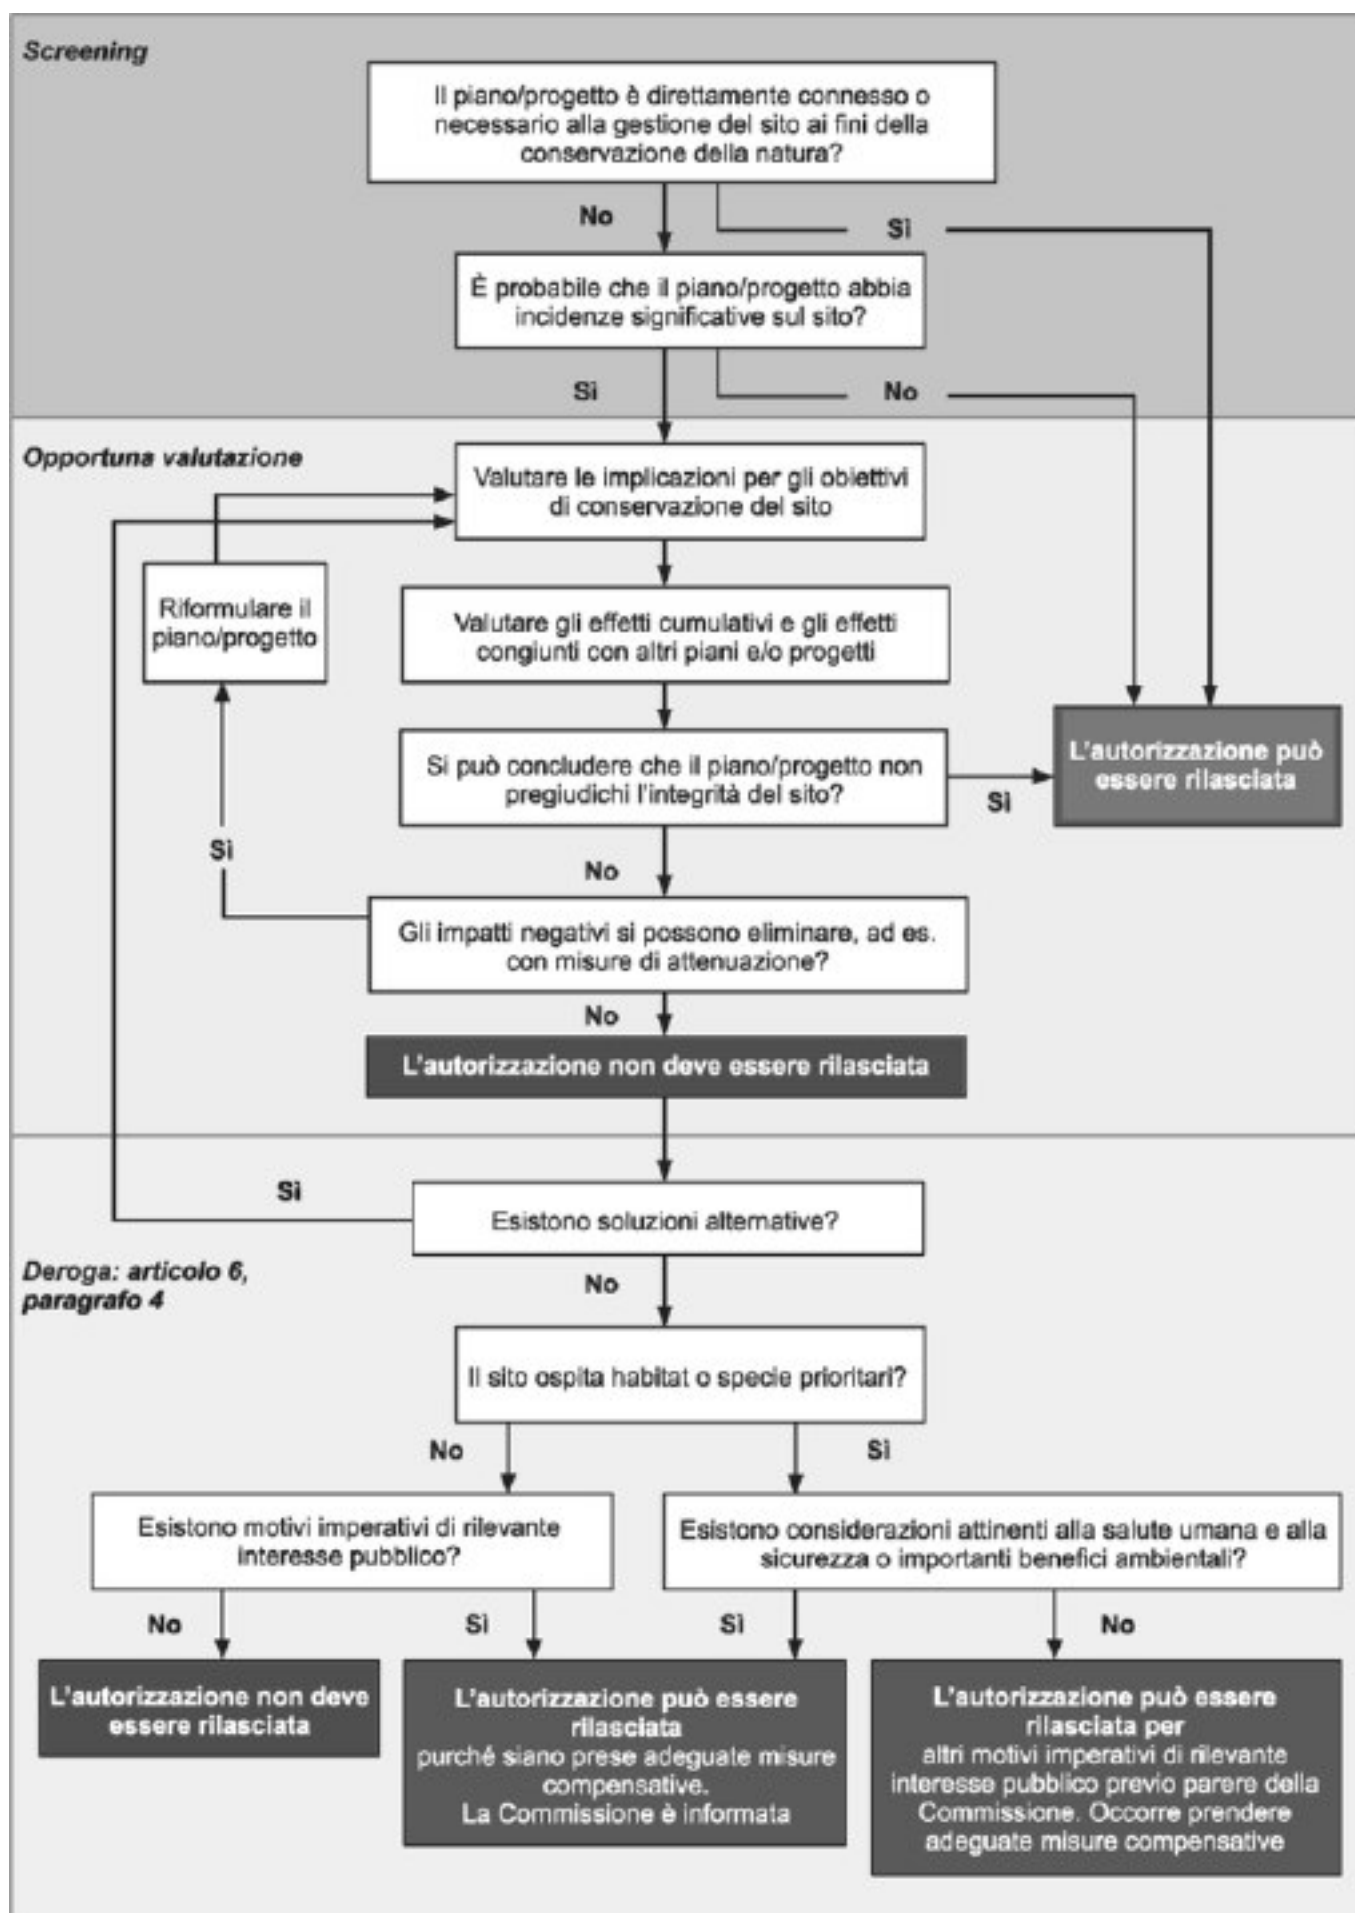 Screening
Il piano/progetto è direttamente connesso o
necessario alla gestione del sito ai fini della
conservazione della natura?
No
Sì
È probabile che il piano/progetto abbia
incidenze significative sul sito?
Sì
No
Opportuna valutazione
Valutare le implicazioni per gli obiettivi
di conservazione del sito
Riformulare il
piano/progetto
Valutare gli effetti cumulativi e gli effetti
congiunti con altri piani e/o progetti
Si può concludere che il piano/progetto non
pregiudichi l'integrità del sito?
Sì
L'autorizzazione può
essere rilasciata
Sì
No
Gli impatti negativi si possono eliminare, ad es.
con misure di attenuazione?
No
L'autorizzazione non deve essere rilasciata
Sì
Esistono soluzioni alternative?
Deroga: articolo 6,
paragrafo 4
No
Il sito ospita habitat o specie prioritari?
No
Sì
Esistono motivi imperativi di rilevante
interesse pubblico?
Esistono considerazioni attinenti alla salute umana e alla
sicurezza o importanti benefici ambientali?
No
Sì
Sì
No
L'autorizzazione non deve
essere rilasciata
L'autorizzazione può essere
rilasciata
purché siano prese adeguate misure
compensative.
La Commissione è informata
L'autorizzazione può essere
rilasciata per
altri motivi imperativi di rilevante
interesse pubblico previo parere della
Commissione. Occorre prendere
adeguate misure compensative